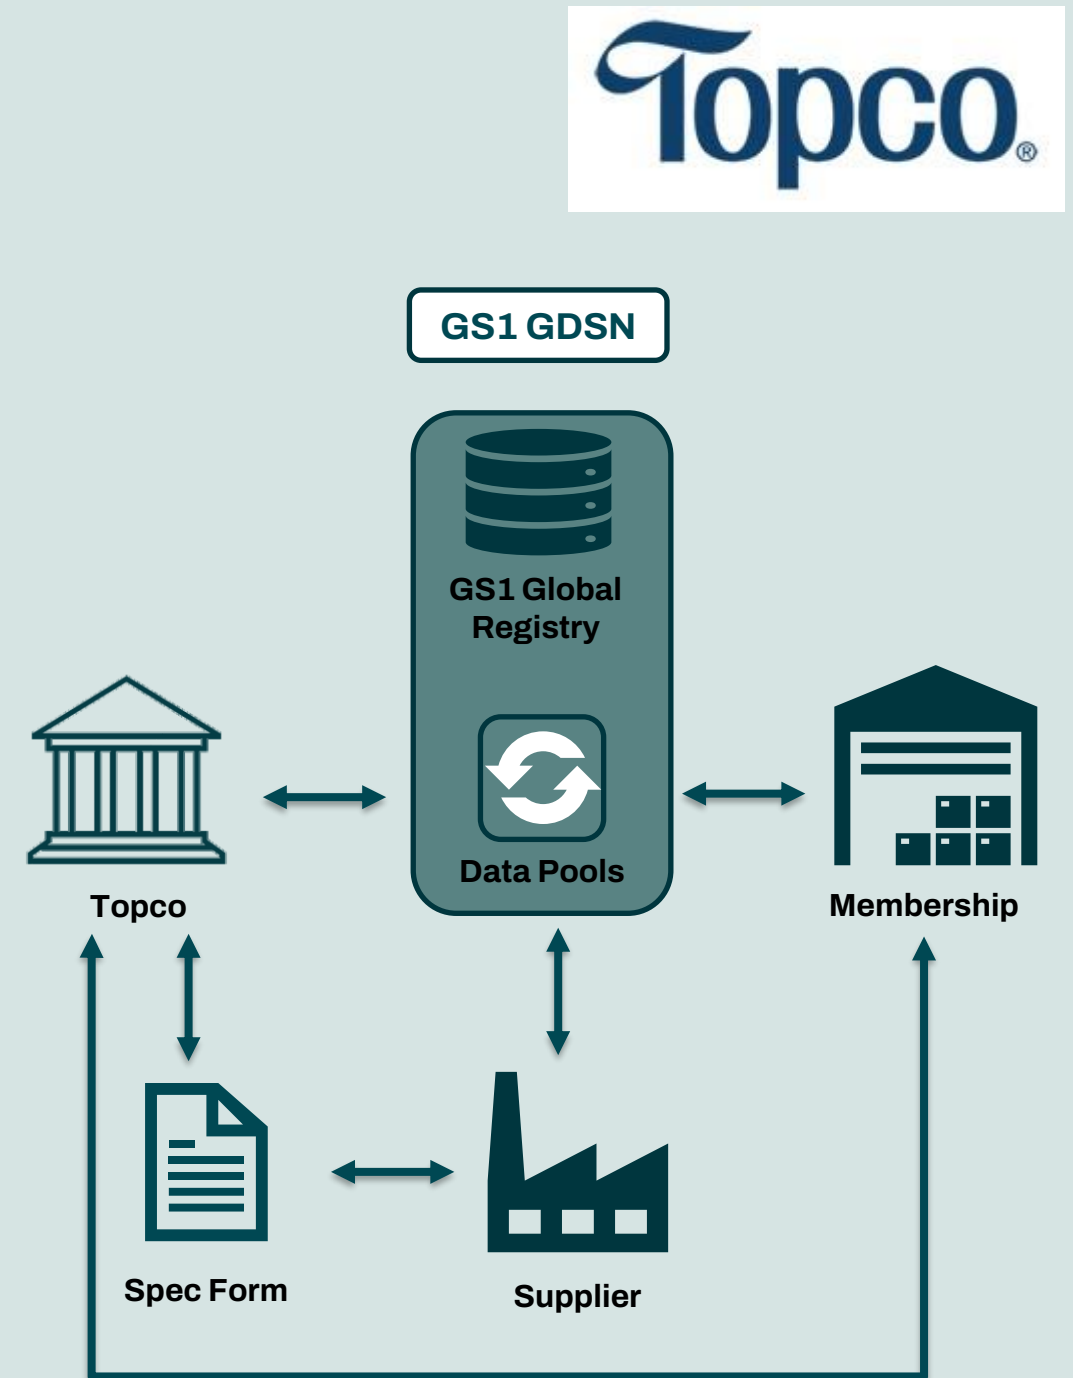 Topco®
GS1 GDSN
GS1 Global
Registry
Data Pools
Topco
Membership
Spec Form
Supplier